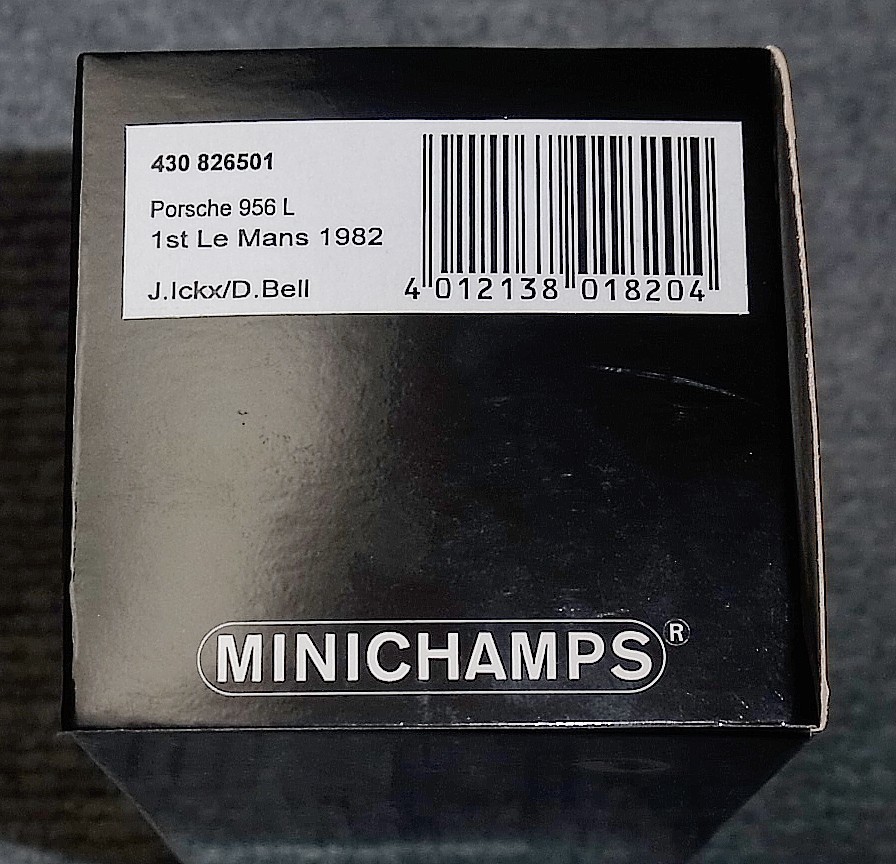 430 826501
Porsche 956 L
1st Le Mans 1982
J.Ickx/D.Bell
4 012138 018204
MINICHAMPS®